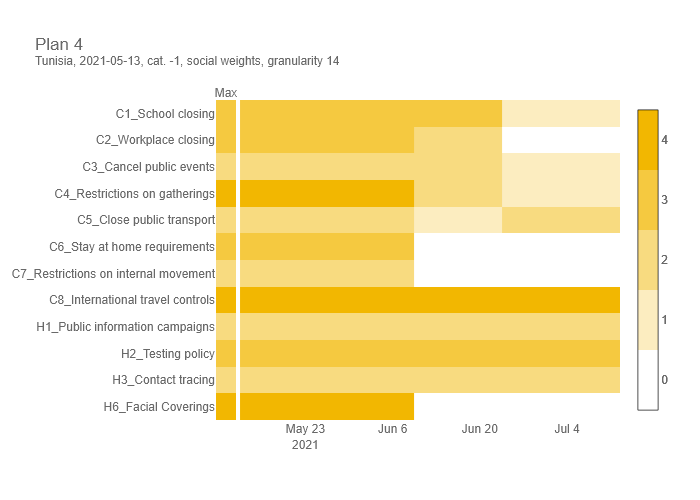 Plan 4
Tunisia, 2021-05-13, cat. -1, social weights, granularity 14
Max
C1_School closing
C2_Workplace closing
C3_Cancel public events
C4_Restrictions on gatherings
C5_Close public transport
C6_Stay at home requirements
C7_Restrictions on internal movement
C8_International travel controls
H1_Public information campaigns
H2_Testing policy
H3_Contact tracing
H6_Facial Coverings
May 23 Jun 6 Jun 20 Jul 4
2021
4
3
2
1
0